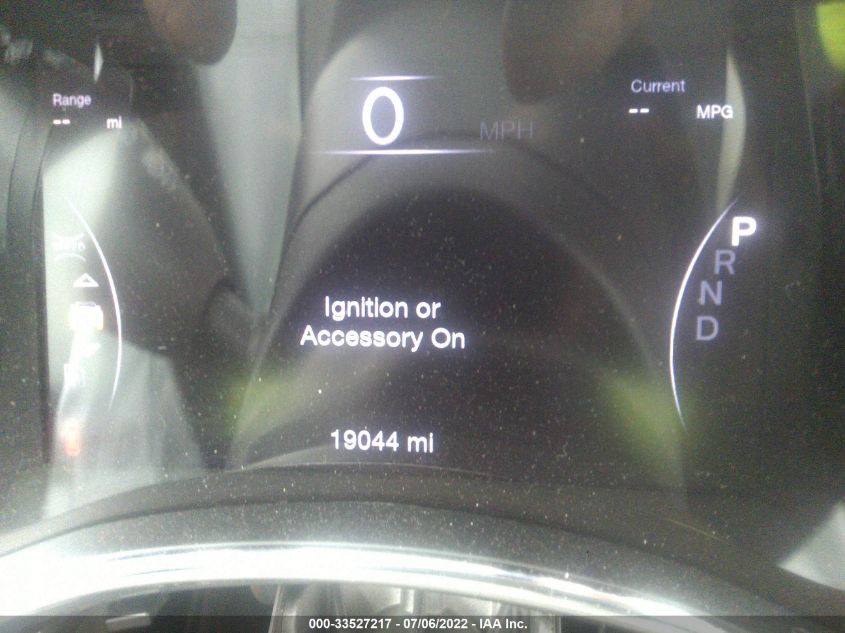 Range
-- mi
0 MPH
Current
-- MPG
P
R
N
D
Ignition or
Accessory On
19044 mi
000-33527217 - 07/06/2022 - IAA Inc.